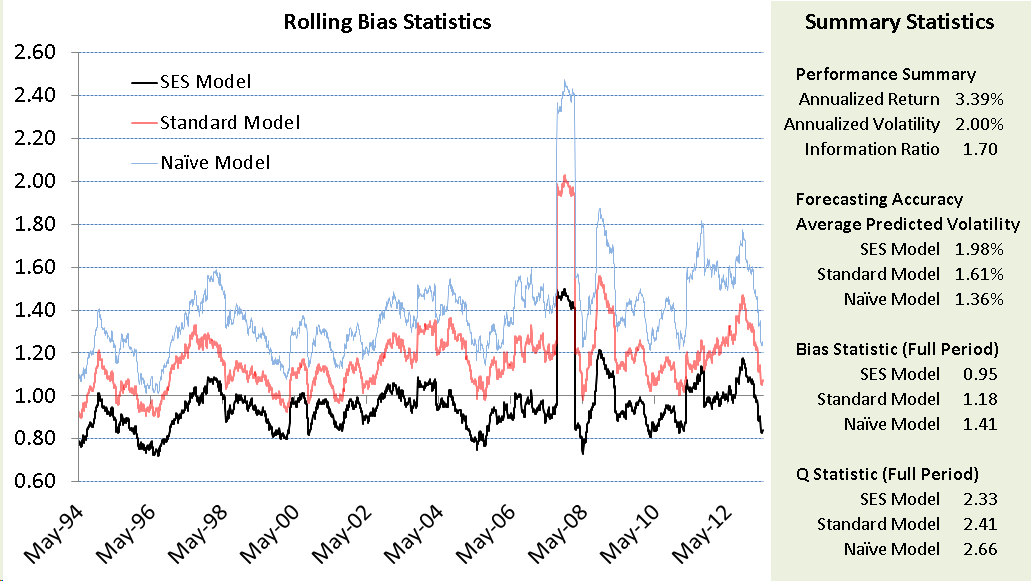 Rolling Bias Statistics
2.60
2.40
2.20
2.00
1.80
1.60
1.40
1.20
1.00
0.80
0.60
SES Model
Standard Model
Naïve Model
May-94
May-96
May-98
May-00
May-02
May-04
May-06
May-08
May-10
May-12
Summary Statistics
Performance Summary
Annualized Return 3.39%
Annualized Volatility 2.00%
Information Ratio 1.70
Forecasting Accuracy
Average Predicted Volatility
SES Model 1.98%
Standard Model 1.61%
Naïve Model 1.36%
Bias Statistic (Full Period)
SES Model 0.95
Standard Model 1.18
Naïve Model 1.41
Q Statistic (Full Period)
SES Model 2.33
Standard Model 2.41
Naïve Model 2.66